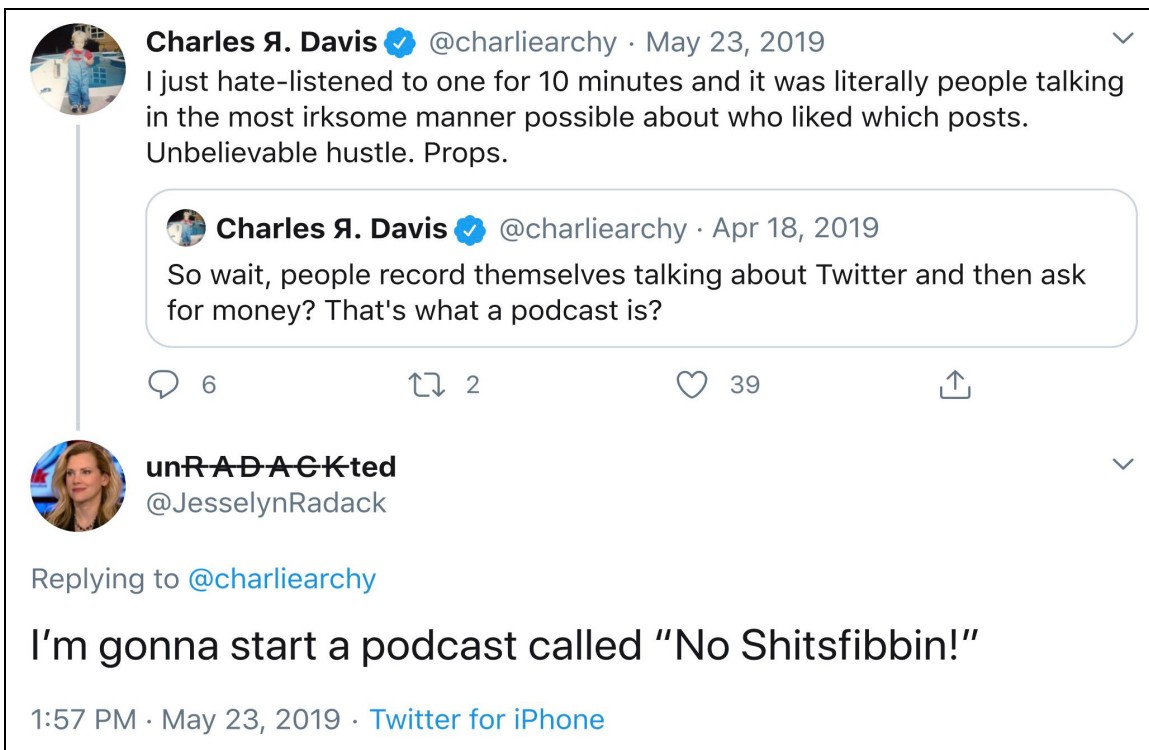 Charles Я. Davis @charliearchy · May 23, 2019
I just hate-listened to one for 10 minutes and it was literally people talking
in the most irksome manner possible about who liked which posts.
Unbelievable hustle. Props.
Charles Я. Davis @charliearchy · Apr 18, 2019
So wait, people record themselves talking about Twitter and then ask
for money? That's what a podcast is?
6 2 39
unR̶A̶D̶A̶C̶K̶ted
@JesselynRadack
Replying to @charliearchy
I’m gonna start a podcast called “No Shitsfibbin!”
1:57 PM · May 23, 2019 · Twitter for iPhone